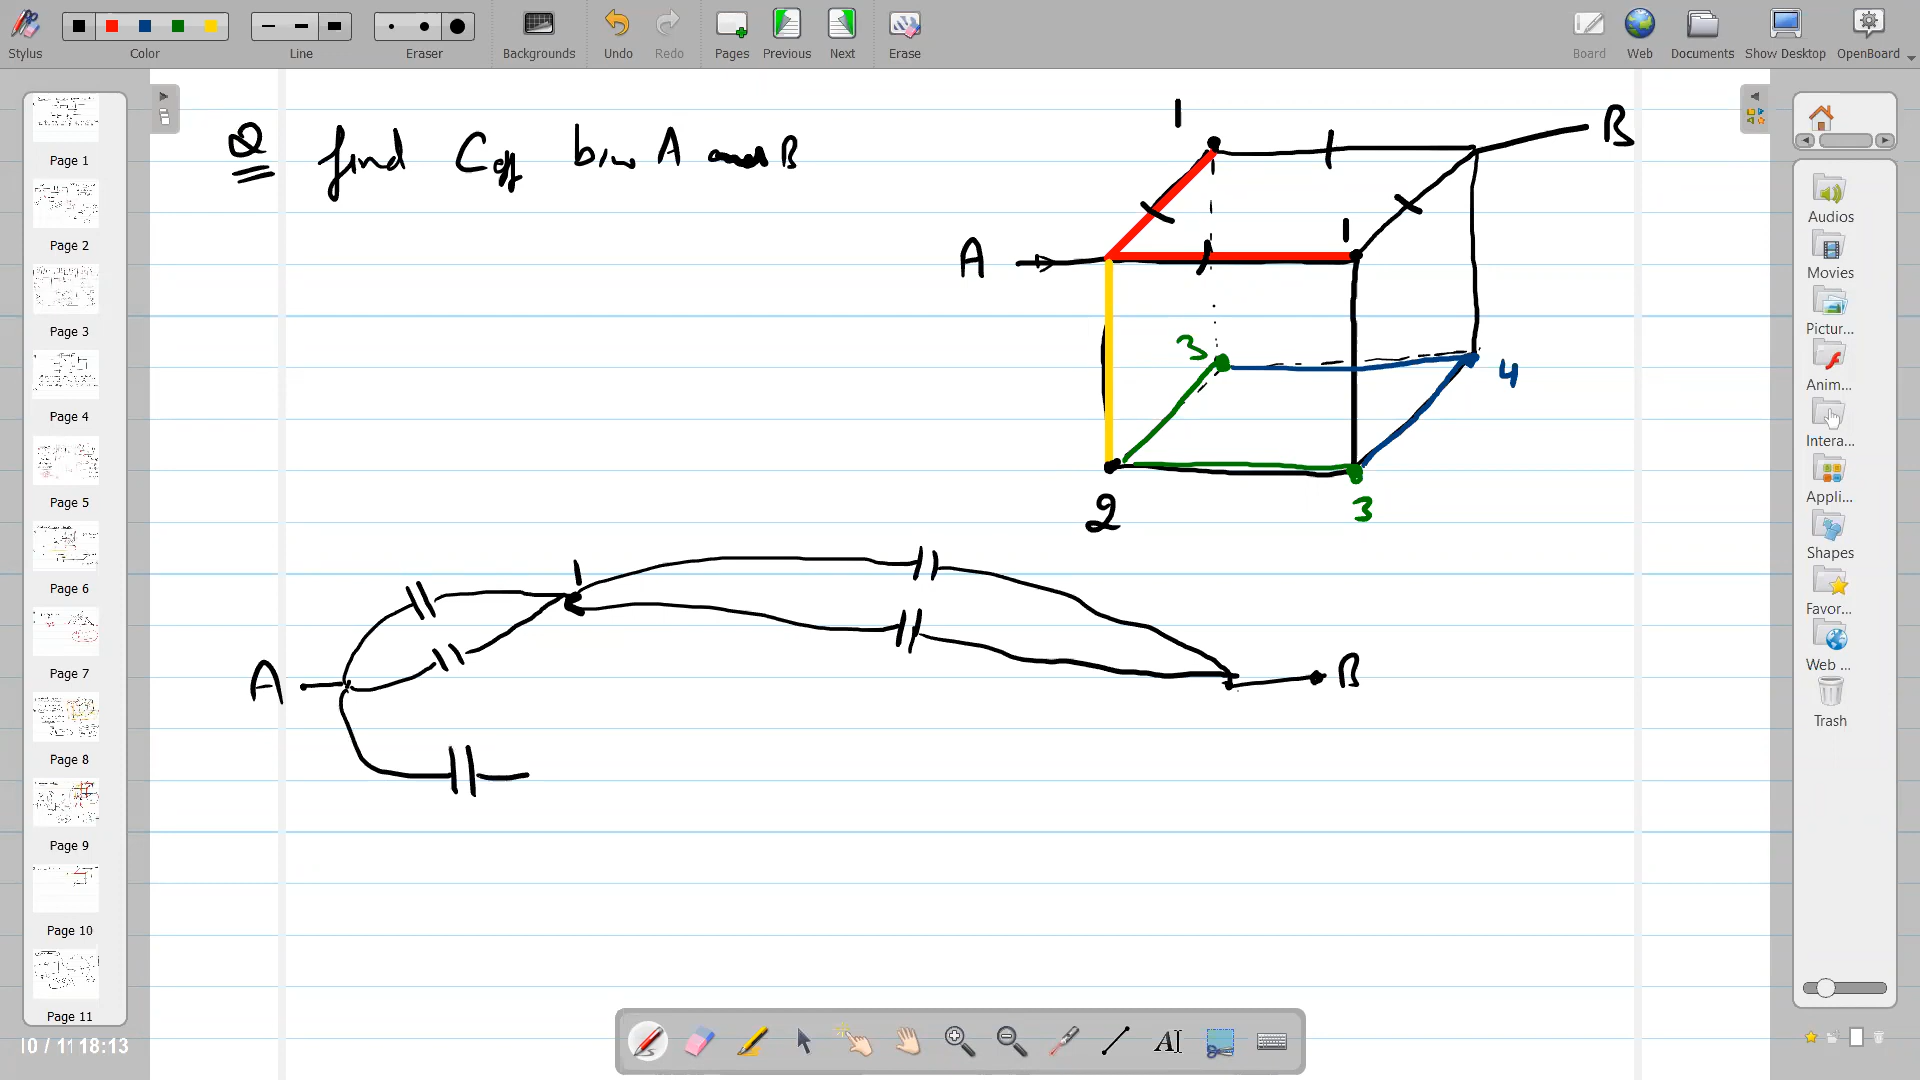 Stylus
Color
Line
Eraser
Backgrounds
Undo
Redo
Pages
Previous
Next
Erase
Board
Web
Documents
Show Desktop
OpenBoard
Page 1
Page 2
Page 3
Page 4
Page 5
Page 6
Page 7
Page 8
Page 9
Page 10
Page 11
18:13
Q find Ceff b/w A and B
1
B
1
A
3
4
2
3
1
A
B
Audios
Movies
Pictur...
Anim...
Intera...
Appli...
Shapes
Favor...
Web ...
Trash